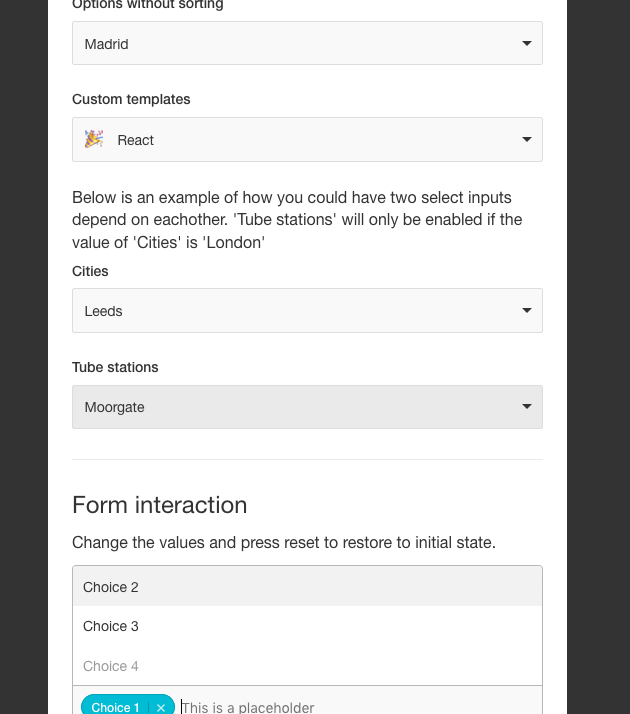 Options without sorting
Madrid
Custom templates
React
Below is an example of how you could have two select inputs
depend on eachother. 'Tube stations' will only be enabled if the
value of 'Cities' is 'London'
Cities
Leeds
Tube stations
Moorgate
Form interaction
Change the values and press reset to restore to initial state.
Choice 2
Choice 3
Choice 4
Choice 1 × This is a placeholder